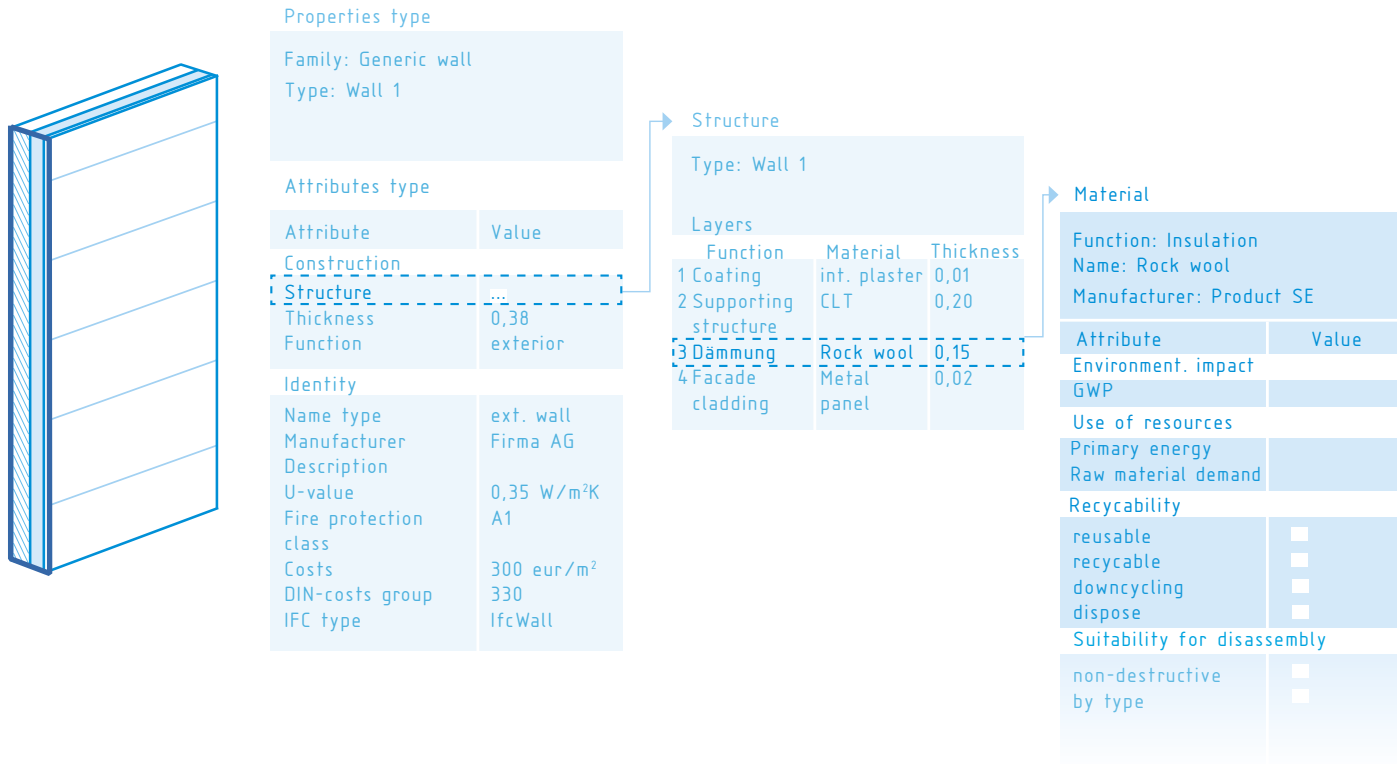 Properties type
Family: Generic wall
Type: Wall 1
Attributes type
Attribute Value
Construction
Structure ...
Thickness 0,38
Function exterior
Identity
Name type ext. wall
Manufacturer Firma AG
Description
U-value 0,35 W/m²K
Fire protection A1
class
Costs 300 eur/m²
DIN-costs group 330
IFC type IfcWall
Structure
Type: Wall 1
Layers
Function Material Thickness
1 Coating int. plaster 0,01
2 Supporting CLT 0,20
structure
3 Dämmung Rock wool 0,15
4 Facade Metal 0,02
cladding panel
Material
Function: Insulation
Name: Rock wool
Manufacturer: Product SE
Attribute Value
Environment. impact
GWP
Use of resources
Primary energy
Raw material demand
Recycability
reusable
recycable
downcycling
dispose
Suitability for disassembly
non-destructive
by type